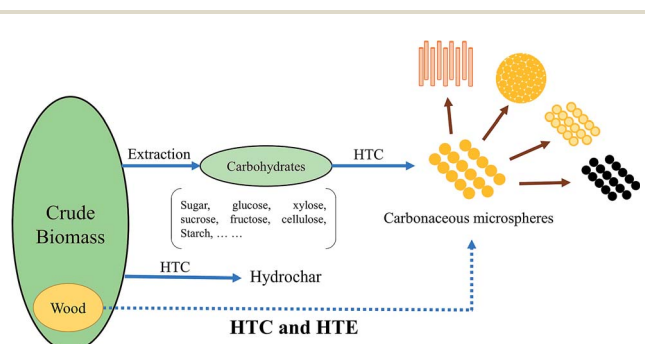 Extraction
Carbohydrates
HTC
Crude
Biomass
Sugar, glucose, xylose,
sucrose, fructose, cellulose,
Starch, ... ...
Carbonaceous microspheres
HTC
Hydrochar
Wood
HTC and HTE